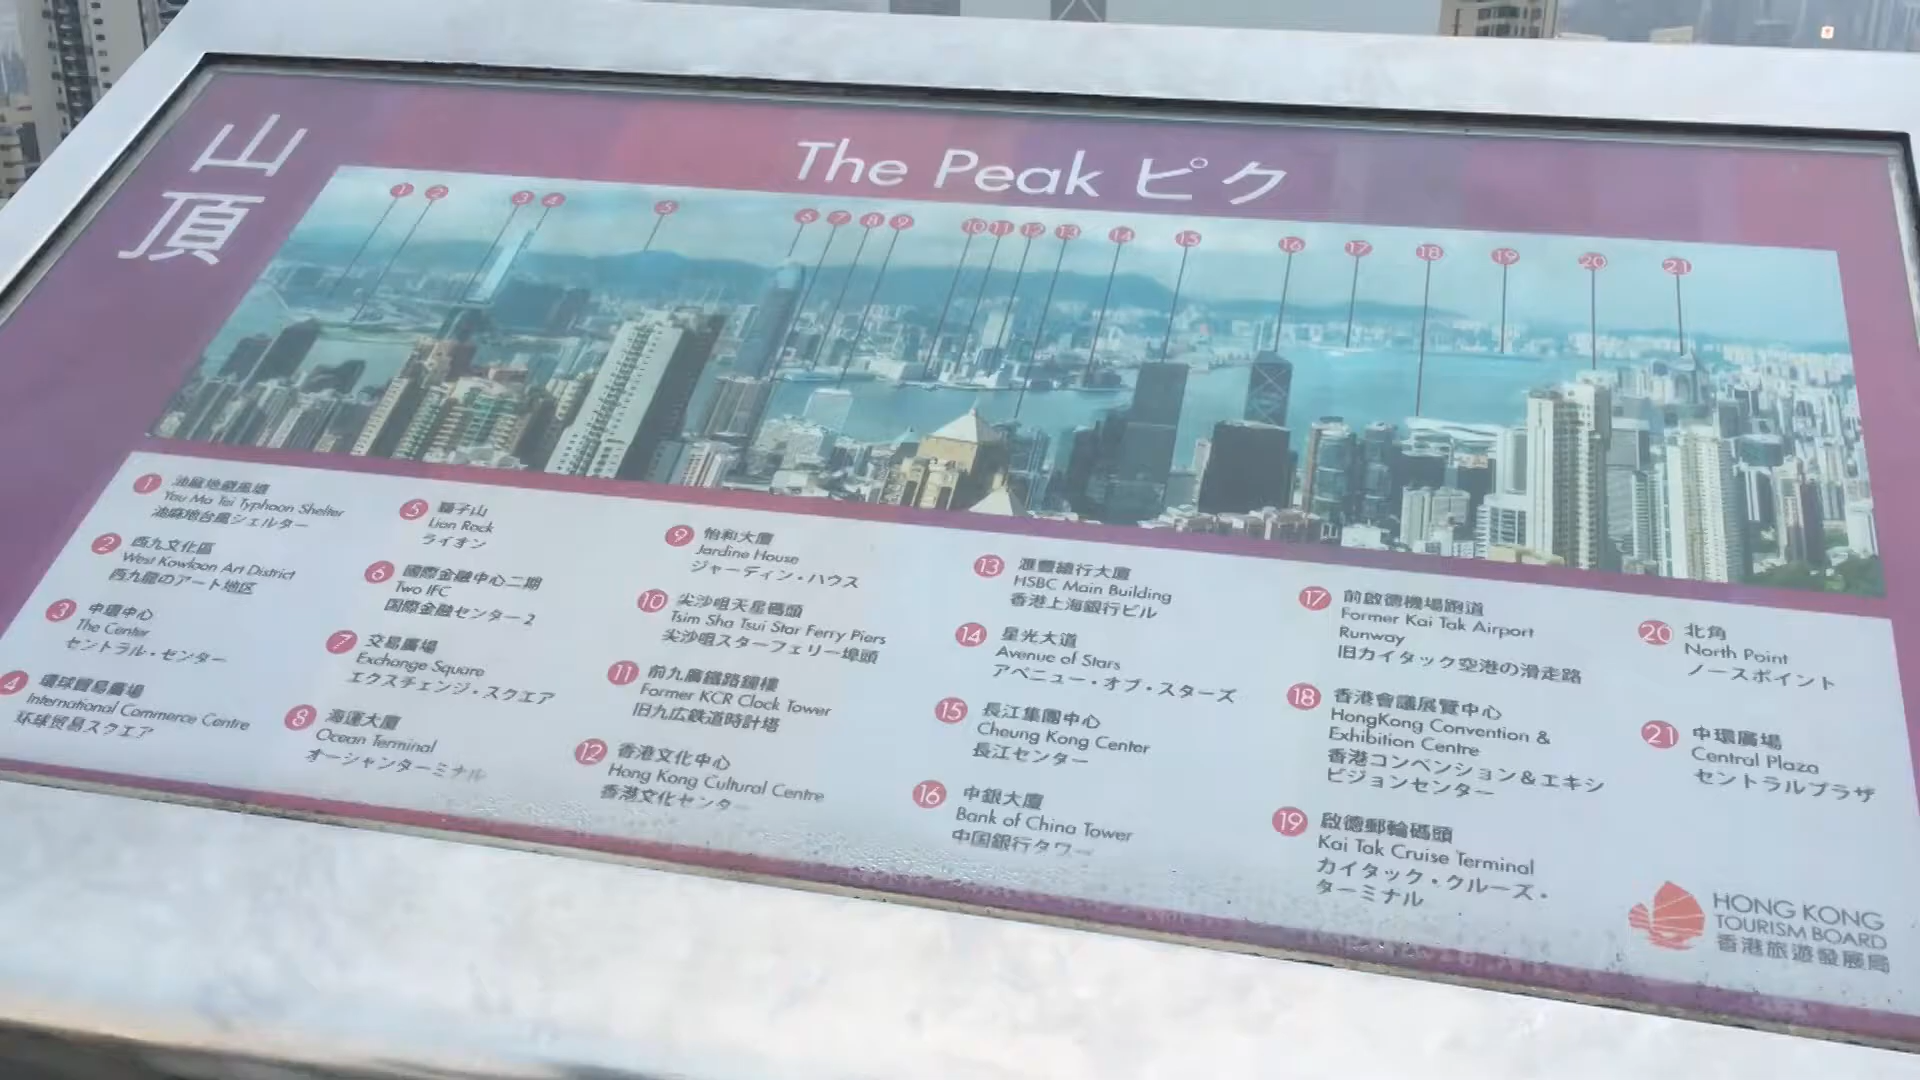 山頂
The Peak ピク
1 2 3 4 5 6 7 8 9 10 11 12 13 14 15 16 17 18 19 20 21
1 油麻地避風塘
Yau Ma Tei Typhoon Shelter
油麻地台風シェルター
2 西九文化區
West Kowloon Art District
西九龍のアート地区
3 中環中心
The Center
セントラル・センター
4 環球貿易廣場
International Commerce Centre
环球贸易スクエア
5 獅子山
Lion Rock
ライオン
6 國際金融中心二期
Two IFC
国際金融センター2
7 交易廣場
Exchange Square
エクスチェンジ・スクエア
8 海運大廈
Ocean Terminal
オーシャンターミナル
9 怡和大廈
Jardine House
ジャーディン・ハウス
10 尖沙咀天星碼頭
Tsim Sha Tsui Star Ferry Piers
尖沙咀スターフェリー埠頭
11 前九廣鐵路鐘樓
Former KCR Clock Tower
旧九広鉄道時計塔
12 香港文化中心
Hong Kong Cultural Centre
香港文化センター
13 滙豐總行大廈
HSBC Main Building
香港上海銀行ビル
14 星光大道
Avenue of Stars
アベニュー・オブ・スターズ
15 長江集團中心
Cheung Kong Center
長江センター
16 中銀大廈
Bank of China Tower
中国銀行タワー
17 前啟德機場跑道
Former Kai Tak Airport
Runway
旧カイタック空港の滑走路
18 香港會議展覽中心
HongKong Convention &
Exhibition Centre
香港コンベンション＆エキシ
ビジョンセンター
19 啟德郵輪碼頭
Kai Tak Cruise Terminal
カイタック・クルーズ・
ターミナル
20 北角
North Point
ノースポイント
21 中環廣場
Central Plaza
セントラルプラザ
HONG KONG
TOURISM BOARD
香港旅遊發展局